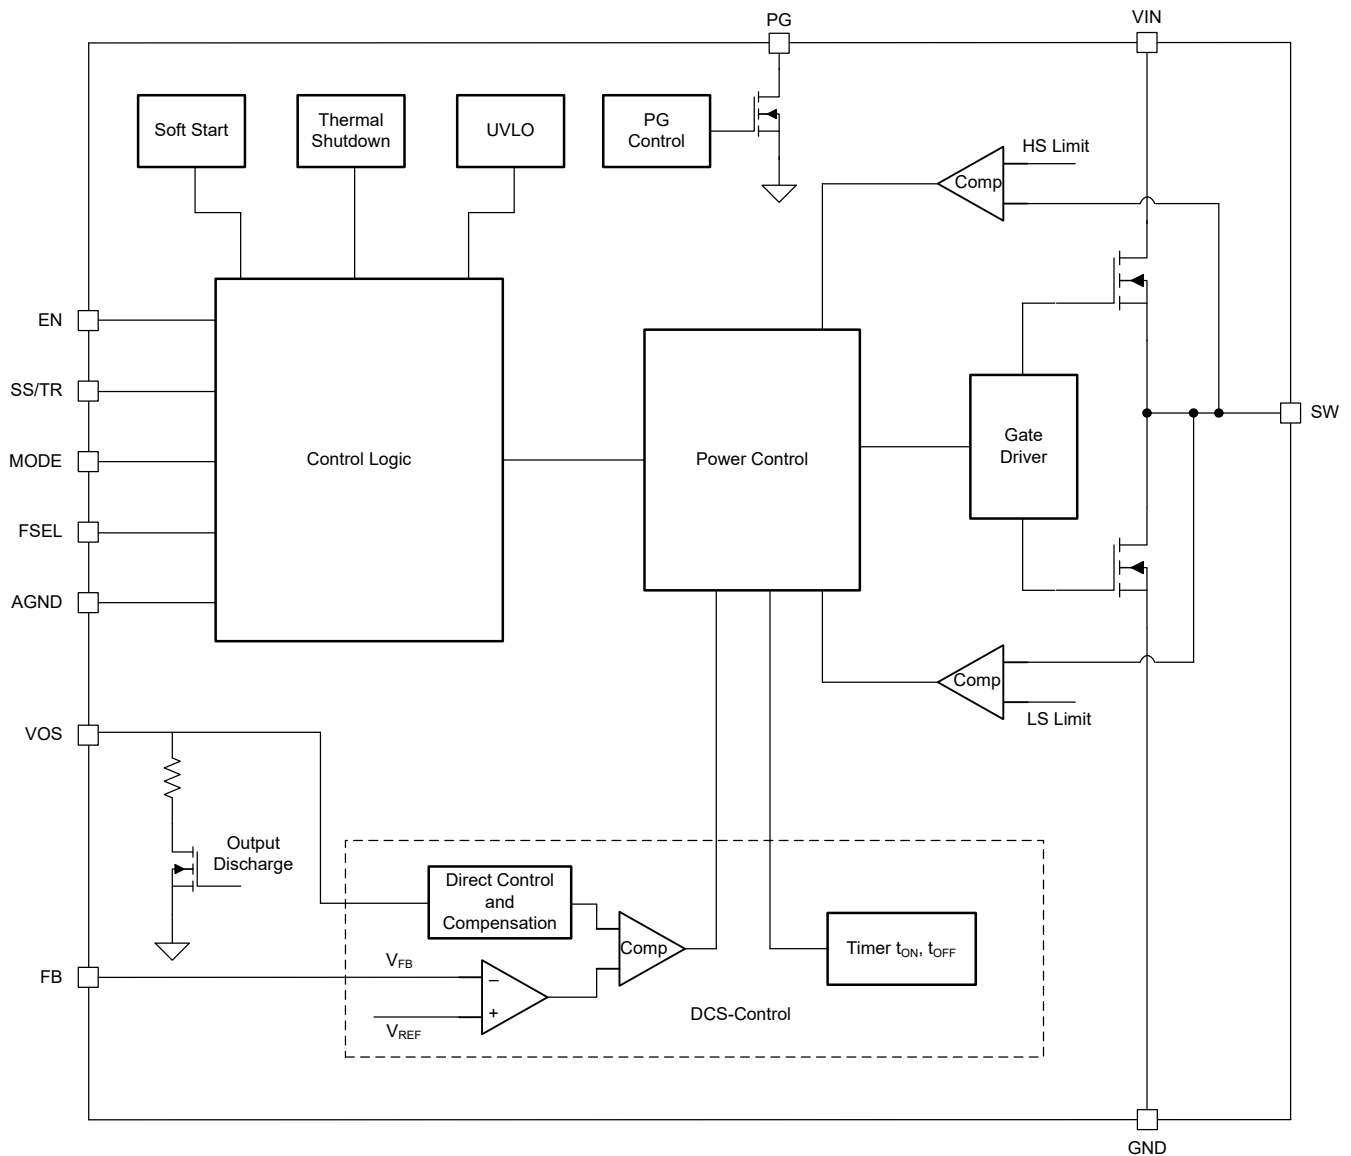 PG
VIN
Soft Start
Thermal
Shutdown
UVLO
PG
Control
HS Limit
Comp
EN
SS/TR
MODE
FSEL
AGND
Control Logic
Power Control
Gate
Driver
SW
Comp
LS Limit
VOS
Output
Discharge
Direct Control
and
Compensation
Comp
Timer tON, tOFF
FB
VFB
–
+
VREF
DCS-Control
GND